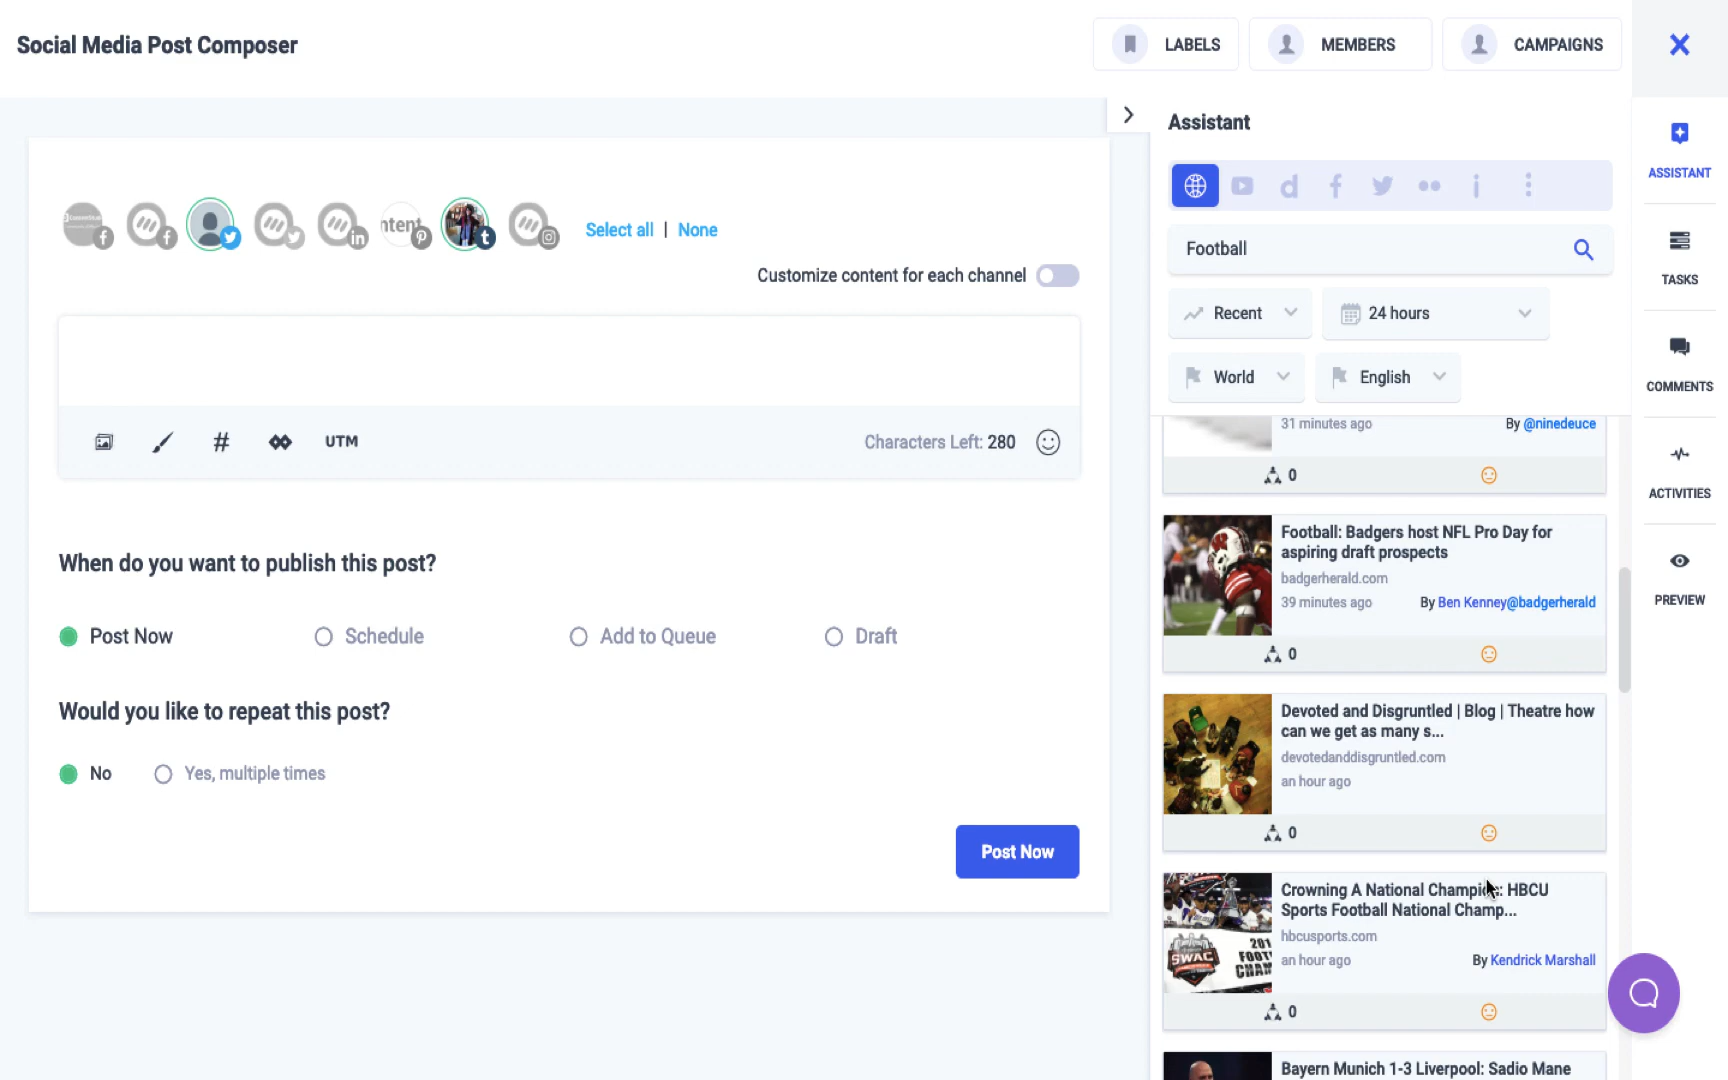 Social Media Post Composer
LABELS
MEMBERS
CAMPAIGNS
Assistant
ASSISTANT
Select all | None
Customize content for each channel
Football
TASKS
Recent
24 hours
World
English
COMMENTS
31 minutes ago
By @ninedeuce
UTM
Characters Left: 280
0
ACTIVITIES
Football: Badgers host NFL Pro Day for
aspiring draft prospects
badgerherald.com
39 minutes ago
By Ben Kenney@badgerherald
0
PREVIEW
When do you want to publish this post?
Post Now
Schedule
Add to Queue
Draft
Would you like to repeat this post?
No
Yes, multiple times
Post Now
Devoted and Disgruntled | Blog | Theatre how
can we get as many s...
devotedanddisgruntled.com
an hour ago
0
Crowning A National Champion: HBCU
Sports Football National Champ...
hbcusports.com
an hour ago
By Kendrick Marshall
SWAC
0
Bayern Munich 1-3 Liverpool: Sadio Mane